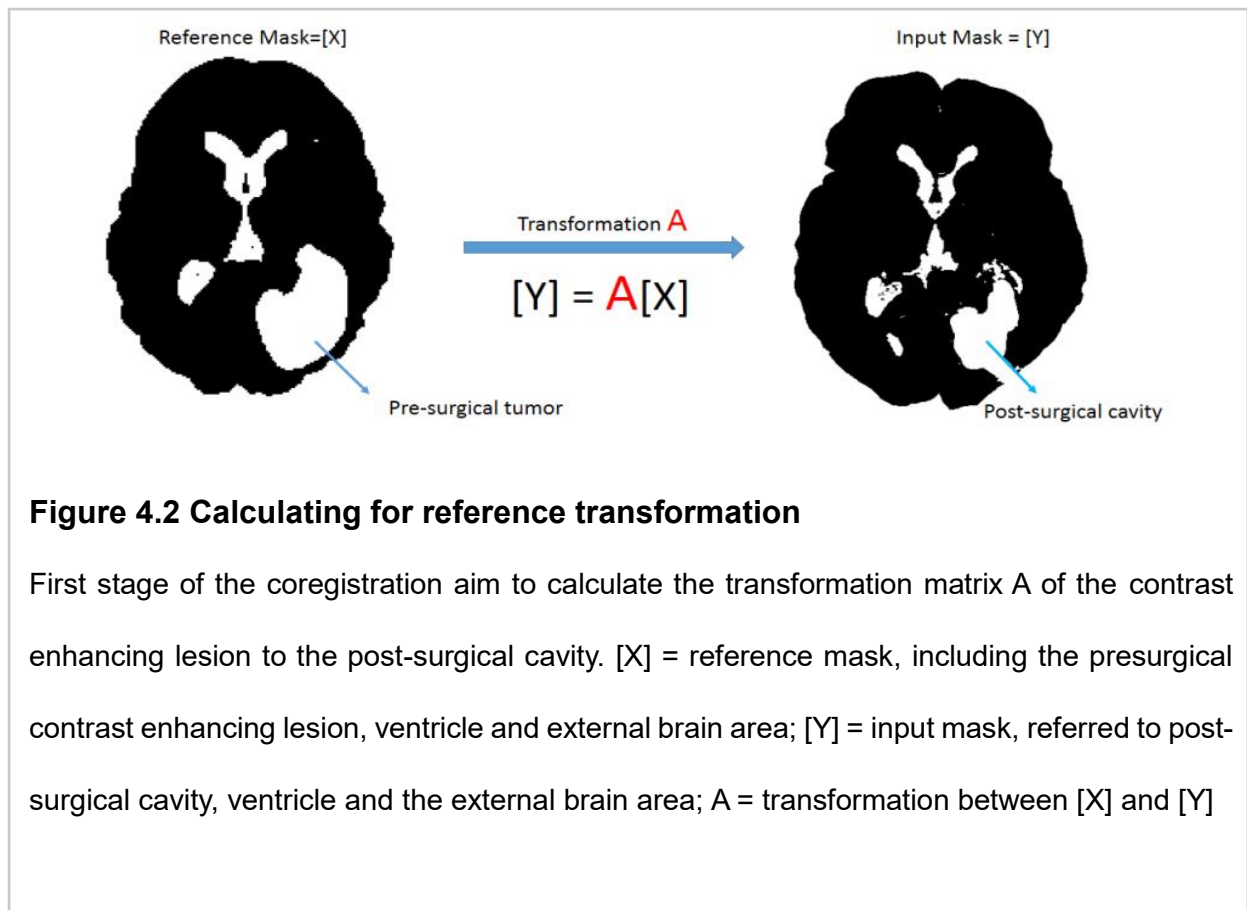 Reference Mask=[X]
Input Mask = [Y]
Transformation A
[Y] = A[X]
Pre-surgical tumor
Post-surgical cavity
Figure 4.2 Calculating for reference transformation
First stage of the coregistration aim to calculate the transformation matrix A of the contrast
enhancing lesion to the post-surgical cavity. [X] = reference mask, including the presurgical
contrast enhancing lesion, ventricle and external brain area; [Y] = input mask, referred to post-
surgical cavity, ventricle and the external brain area; A = transformation between [X] and [Y]